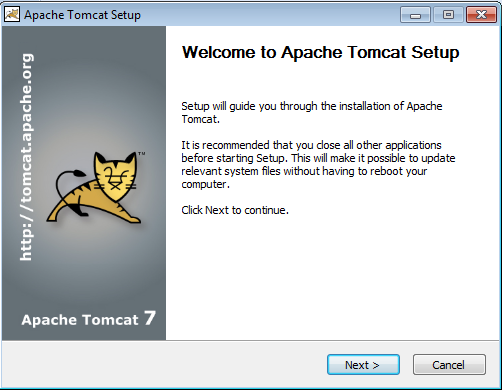 Apache Tomcat Setup
Welcome to Apache Tomcat Setup
Setup will guide you through the installation of Apache
Tomcat.
It is recommended that you close all other applications
before starting Setup. This will make it possible to update
relevant system files without having to reboot your
computer.
Click Next to continue.
http://tomcat.apache.org
TM
Apache Tomcat 7
Next >
Cancel